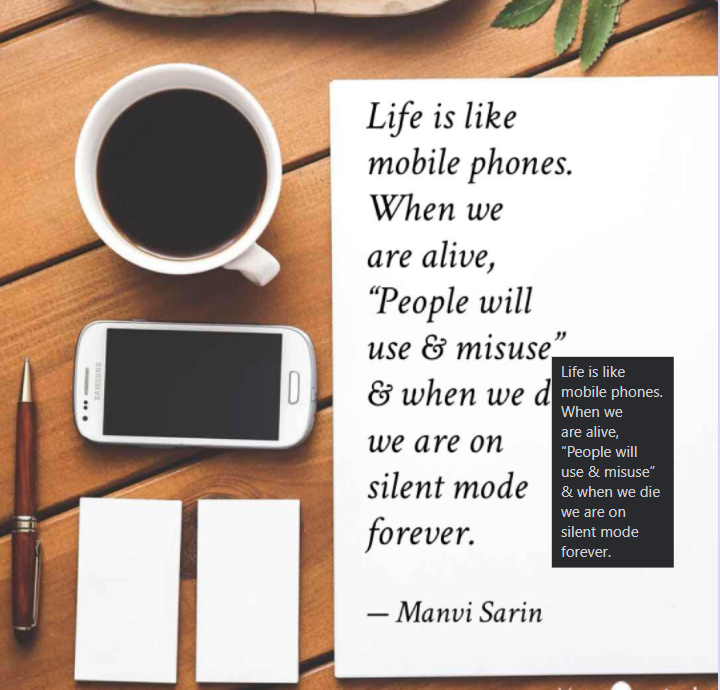 Life is like
mobile phones.
When we
are alive,
“People will
use & misuse”
& when we d
we are on
silent mode
forever.
— Manvi Sarin
SAMSUNG
Life is like
mobile phones.
When we
are alive,
“People will
use & misuse”
& when we die
we are on
silent mode
forever.